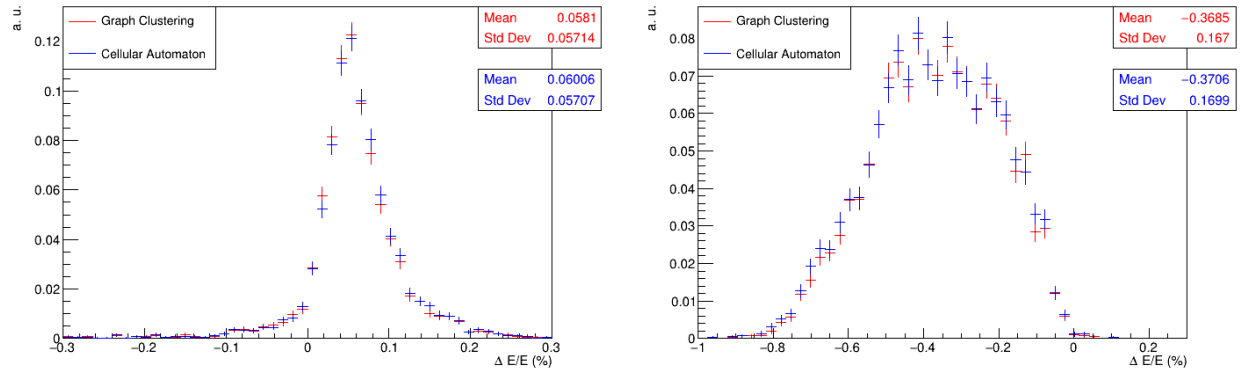 a. u.
Graph Clustering
Cellular Automaton
Mean 0.0581
Std Dev 0.05714
Mean 0.06006
Std Dev 0.05707
0.12
0.1
0.08
0.06
0.04
0.02
0
−0.3 −0.2 −0.1 0 0.1 0.2 0.3
Δ E/E (%)
a. u.
Graph Clustering
Cellular Automaton
Mean −0.3685
Std Dev 0.167
Mean −0.3706
Std Dev 0.1699
0.08
0.07
0.06
0.05
0.04
0.03
0.02
0.01
0
−1 −0.8 −0.6 −0.4 −0.2 0 0.2
Δ E/E (%)